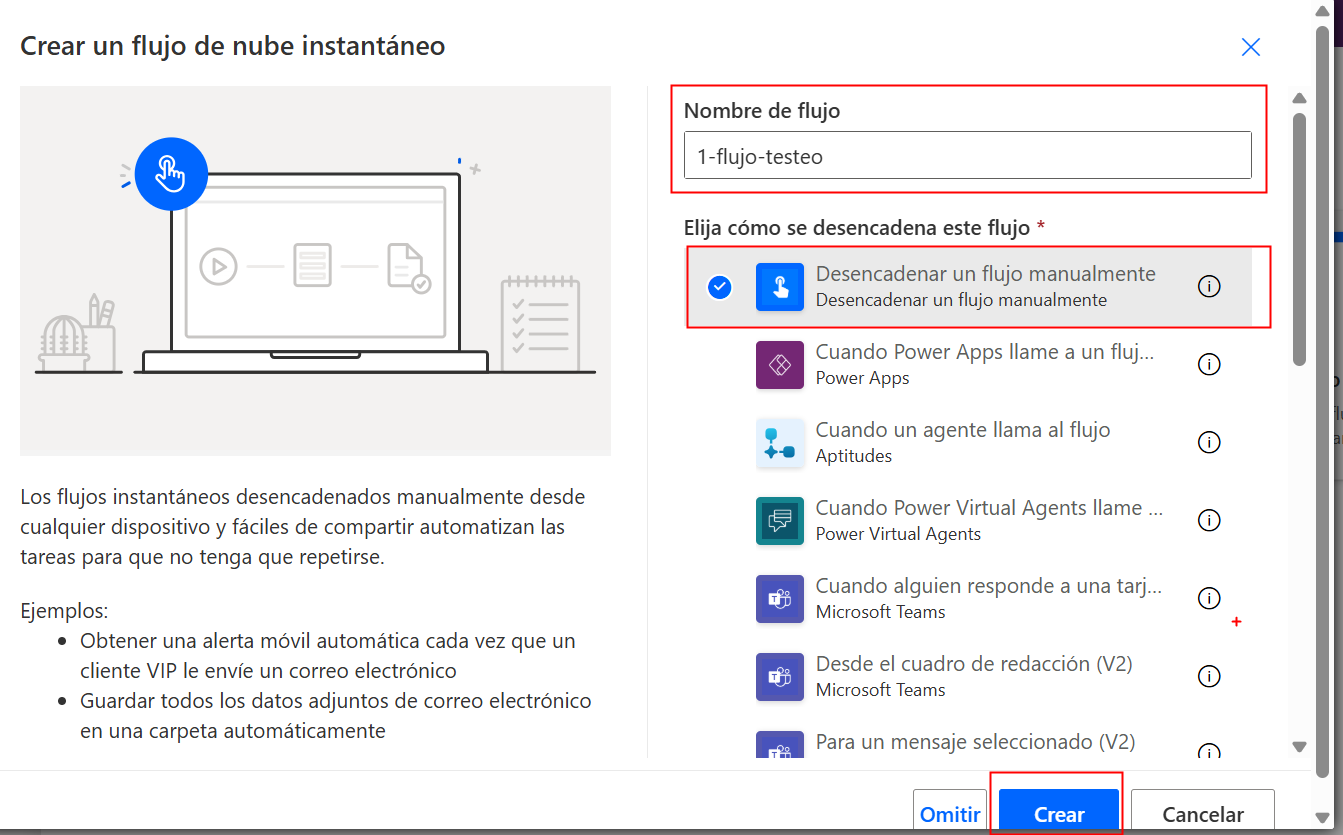 Crear un flujo de nube instantáneo
Nombre de flujo
1-flujo-testeo
Elija cómo se desencadena este flujo *
Desencadenar un flujo manualmente
Desencadenar un flujo manualmente
Cuando Power Apps llame a un fluj...
Power Apps
Cuando un agente llama al flujo
Aptitudes
Cuando Power Virtual Agents llame ...
Power Virtual Agents
Cuando alguien responde a una tarj...
Microsoft Teams
Desde el cuadro de redacción (V2)
Microsoft Teams
Para un mensaje seleccionado (V2)
Los flujos instantáneos desencadenados manualmente desde
cualquier dispositivo y fáciles de compartir automatizan las
tareas para que no tenga que repetirse.
Ejemplos:
• Obtener una alerta móvil automática cada vez que un
cliente VIP le envíe un correo electrónico
• Guardar todos los datos adjuntos de correo electrónico
en una carpeta automáticamente
Omitir
Crear
Cancelar